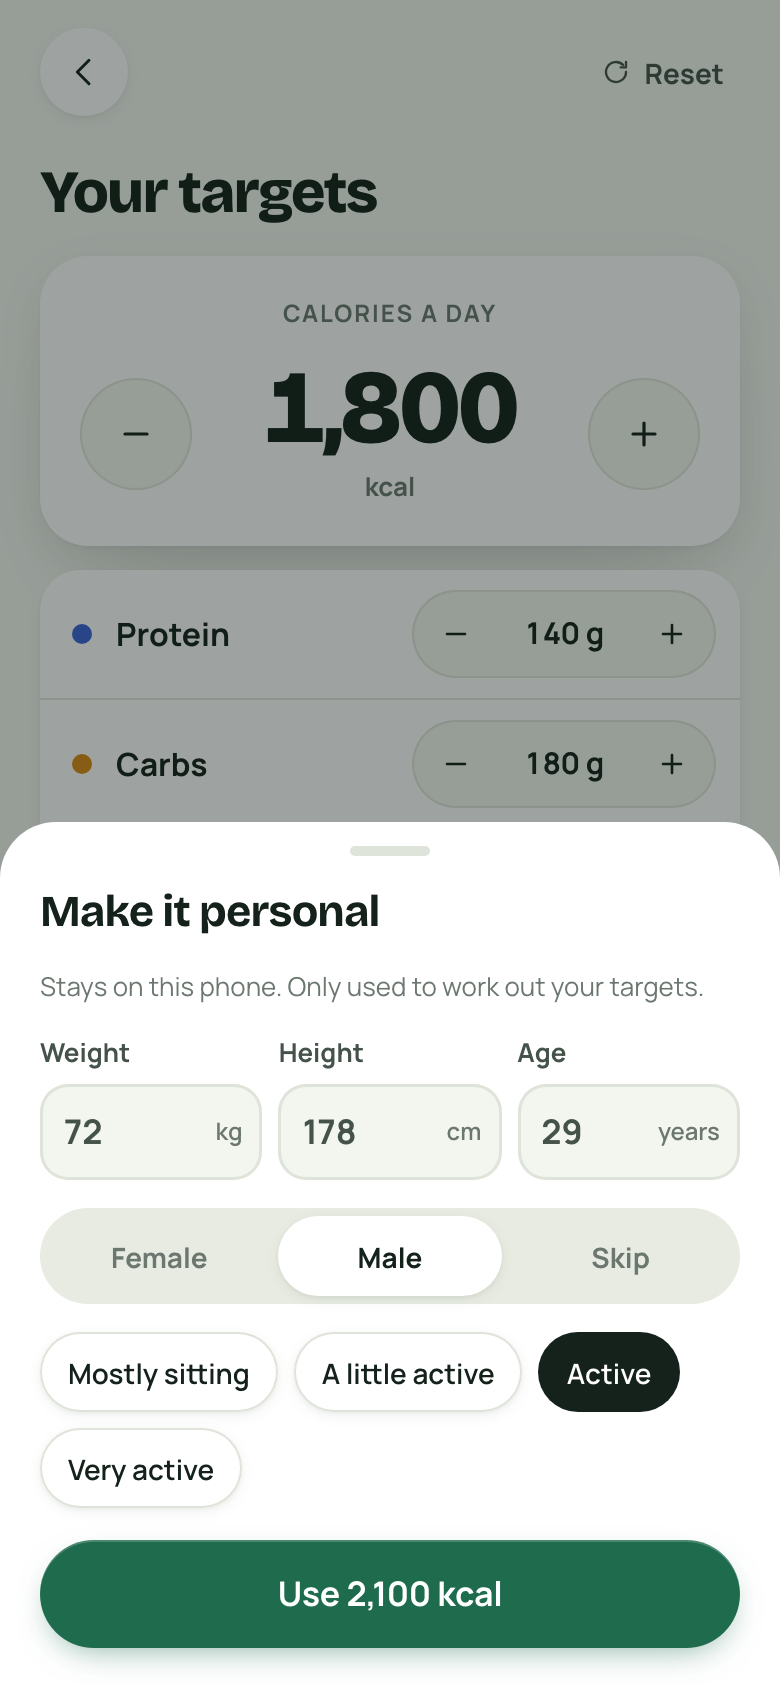 Reset
Your targets
CALORIES A DAY
1,800
kcal
Protein
140 g
Carbs
180 g
Make it personal
Stays on this phone. Only used to work out your targets.
Weight Height Age
72 kg 178 cm 29 years
Female Male Skip
Mostly sitting A little active Active
Very active
Use 2,100 kcal